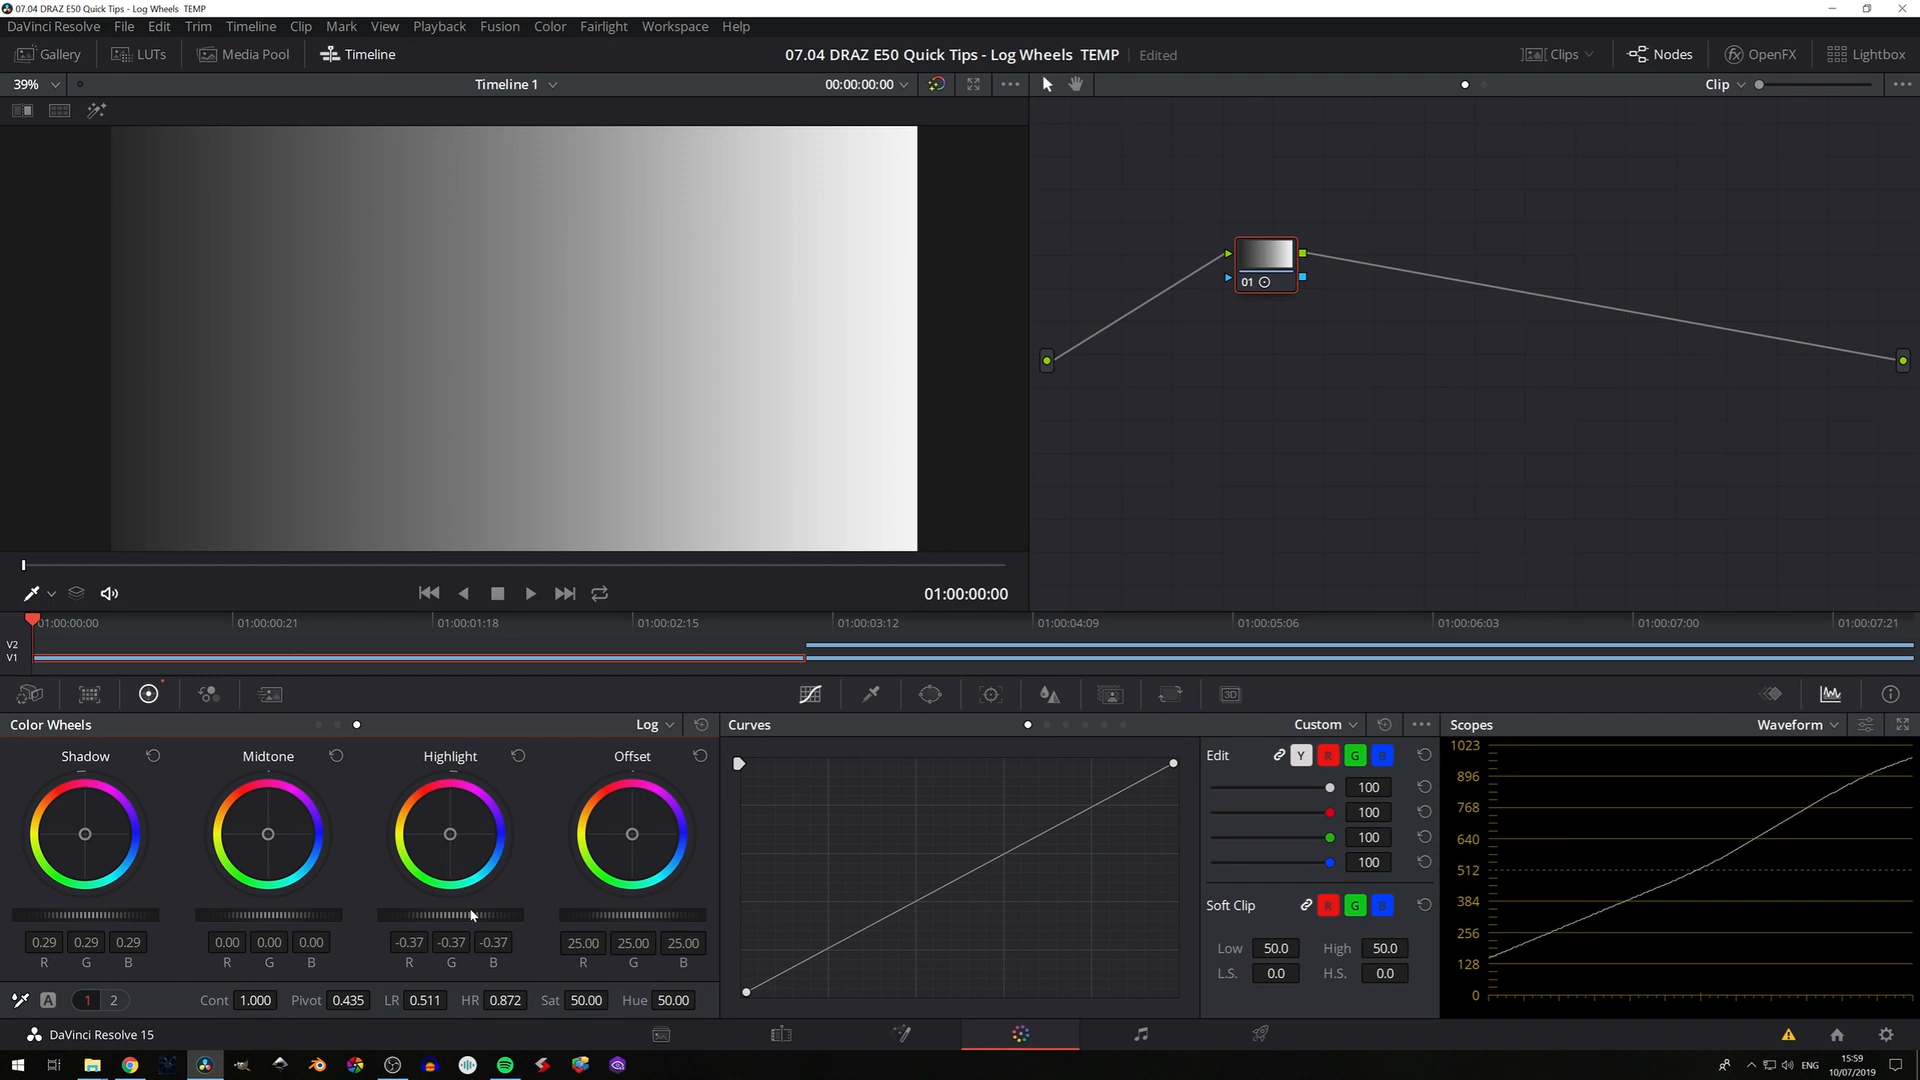 07.04 DRAZ E50 Quick Tips - Log Wheels TEMP
DaVinci Resolve File Edit Trim Timeline Clip Mark View Playback Fusion Color Fairlight Workspace Help
Gallery LUTs Media Pool Timeline 07.04 DRAZ E50 Quick Tips - Log Wheels TEMP Edited Clips Nodes OpenFX Lightbox
39% Timeline 1 00:00:00:00 Clip
01
01:00:00:00
01:00:00:00 01:00:00:21 01:00:01:18 01:00:02:15 01:00:03:12 01:00:04:09 01:00:05:06 01:00:06:03 01:00:07:00 01:00:07:21
V2
V1
3D
Color Wheels Log Curves Custom Scopes Waveform
Shadow Midtone Highlight Offset
Edit Y R G B
100
100
100
100
Soft Clip R G B
Low 50.0 High 50.0
L.S. 0.0 H.S. 0.0
1023
896
768
640
512
384
256
128
0
0.29 0.29 0.29 0.00 0.00 0.00 -0.37 -0.37 -0.37 25.00 25.00 25.00
R G B R G B R G B R G B
A 1 2 Cont 1.000 Pivot 0.435 LR 0.511 HR 0.872 Sat 50.00 Hue 50.00
DaVinci Resolve 15
ENG 15:59
10/07/2019